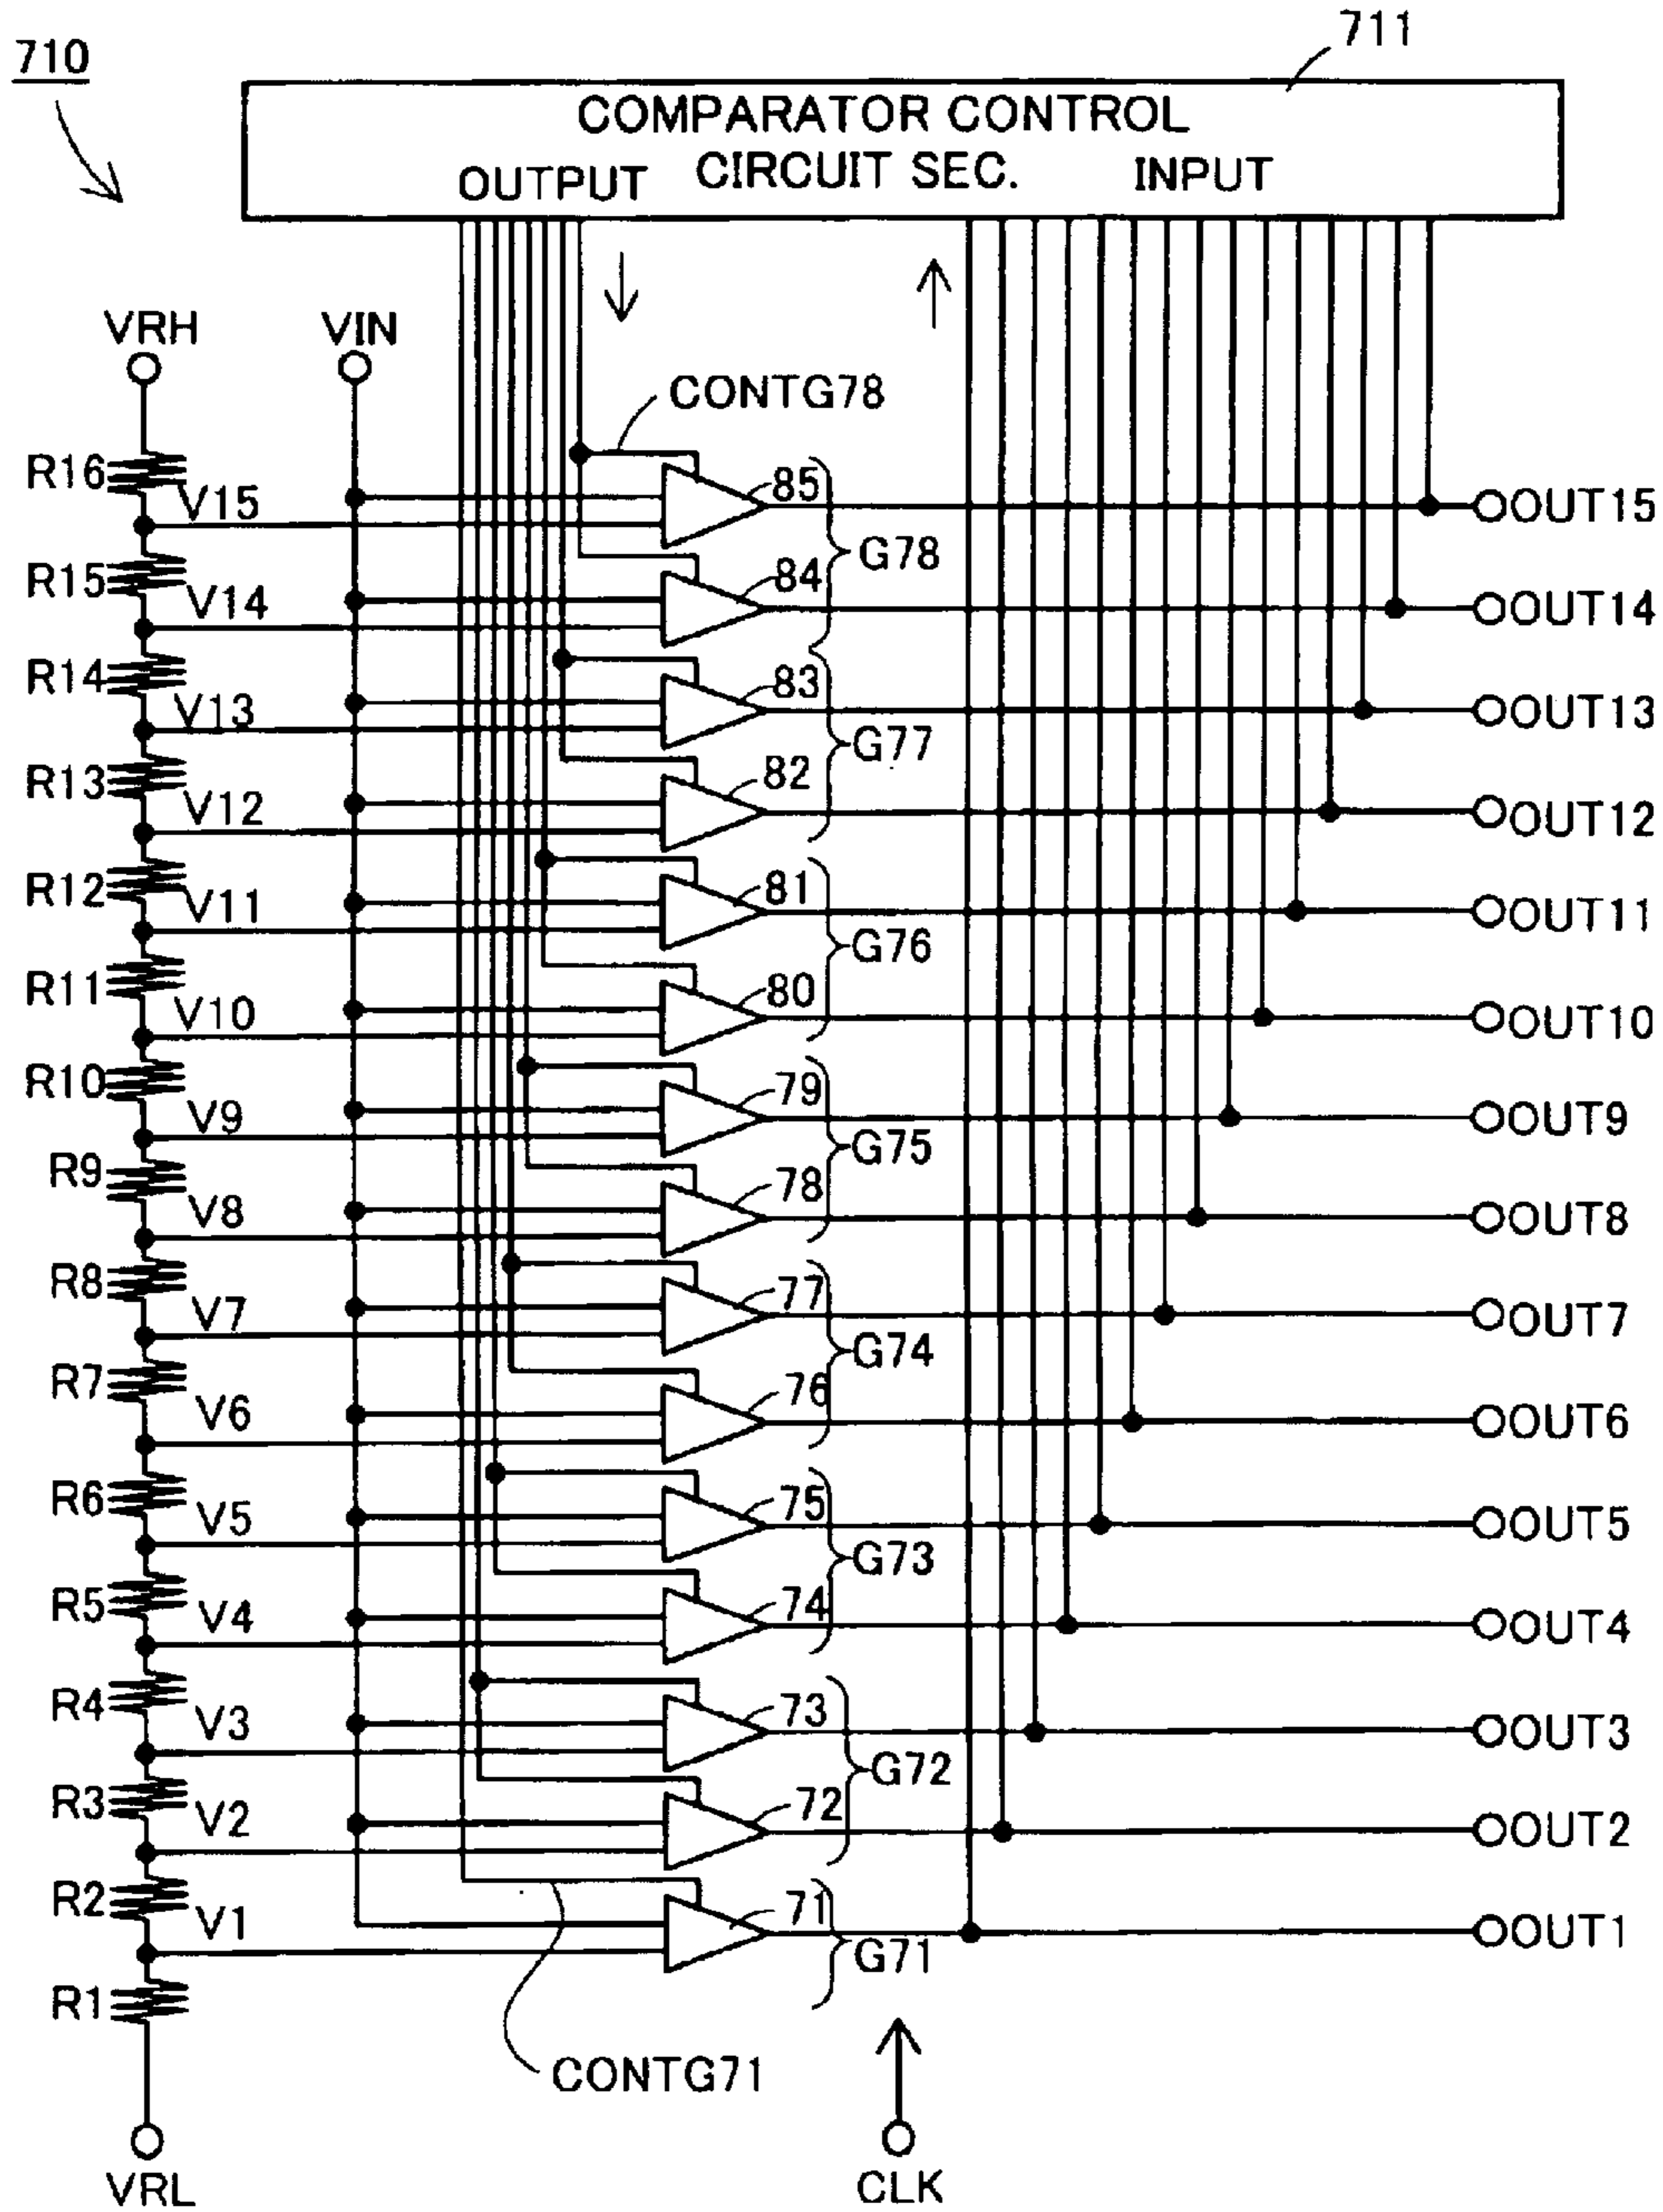 710
711
COMPARATOR CONTROL
CIRCUIT SEC.
OUTPUT
INPUT
VRH
VIN
CONTG78
R16
V15
85
OUT15
G78
R15
V14
84
OUT14
R14
V13
83
OUT13
G77
R13
V12
82
OUT12
R12
V11
81
OUT11
G76
R11
V10
80
OUT10
R10
V9
79
OUT9
G75
R9
V8
78
OUT8
R8
V7
77
OUT7
G74
R7
V6
76
OUT6
R6
V5
75
OUT5
G73
R5
V4
74
OUT4
R4
V3
73
OUT3
G72
R3
V2
72
OUT2
R2
V1
71
OUT1
G71
R1
CONTG71
VRL
CLK